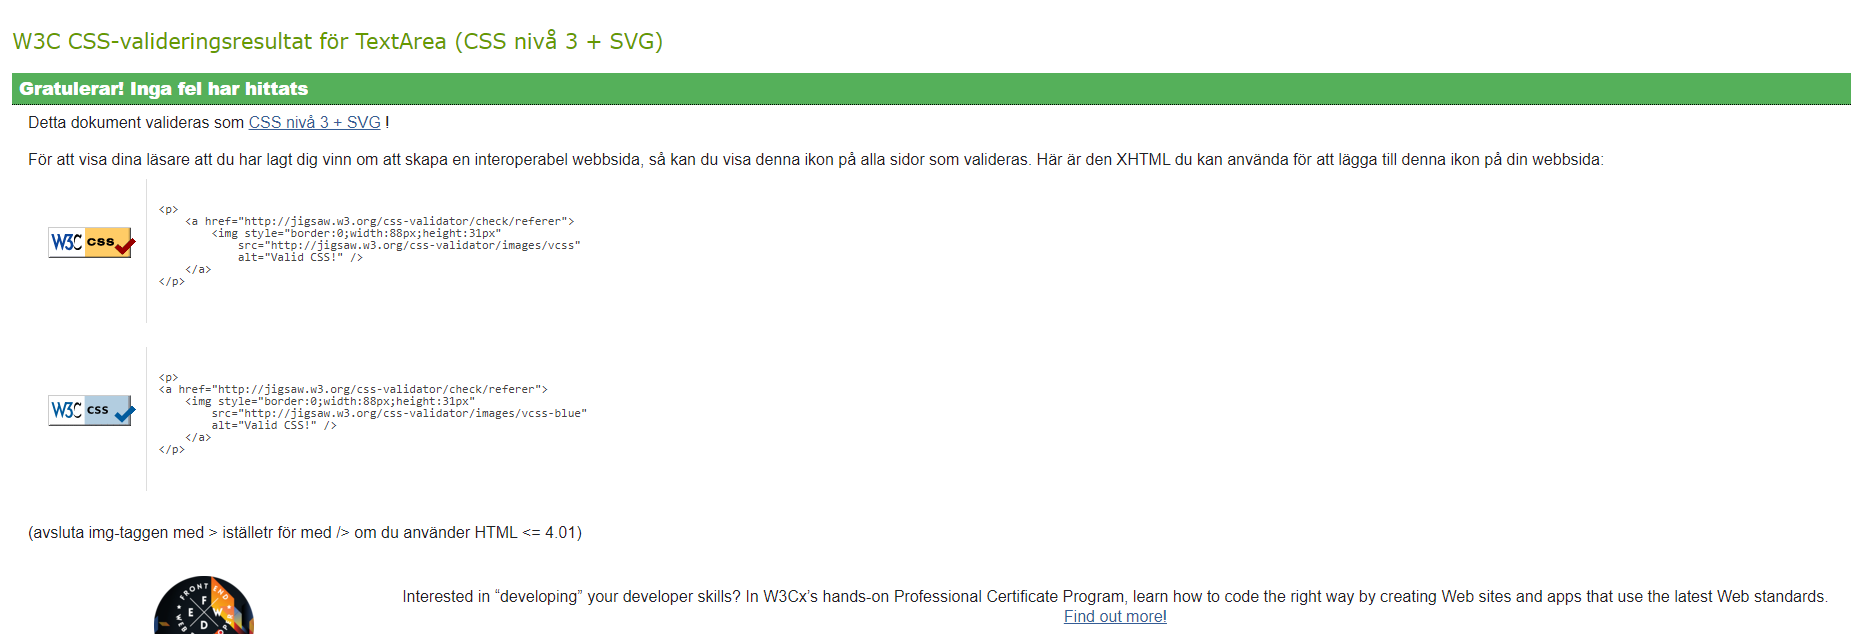 W3C CSS-valideringsresultat för TextArea (CSS nivå 3 + SVG)
Gratulerar! Inga fel har hittats
Detta dokument valideras som CSS nivå 3 + SVG !
För att visa dina läsare att du har lagt dig vinn om att skapa en interoperabel webbsida, så kan du visa denna ikon på alla sidor som valideras. Här är den XHTML du kan använda för att lägga till denna ikon på din webbsida:
W3C css
<p>
<a href="http://jigsaw.w3.org/css-validator/check/referer">
<img style="border:0;width:88px;height:31px"
src="http://jigsaw.w3.org/css-validator/images/vcss"
alt="Valid CSS!" />
</a>
</p>
W3C css
<p>
<a href="http://jigsaw.w3.org/css-validator/check/referer">
<img style="border:0;width:88px;height:31px"
src="http://jigsaw.w3.org/css-validator/images/vcss-blue"
alt="Valid CSS!" />
</a>
</p>
(avsluta img-taggen med > iställetr för med /> om du använder HTML <= 4.01)
FRONT END
F
E W
D
Interested in “developing” your developer skills? In W3Cx’s hands-on Professional Certificate Program, learn how to code the right way by creating Web sites and apps that use the latest Web standards.
Find out more!